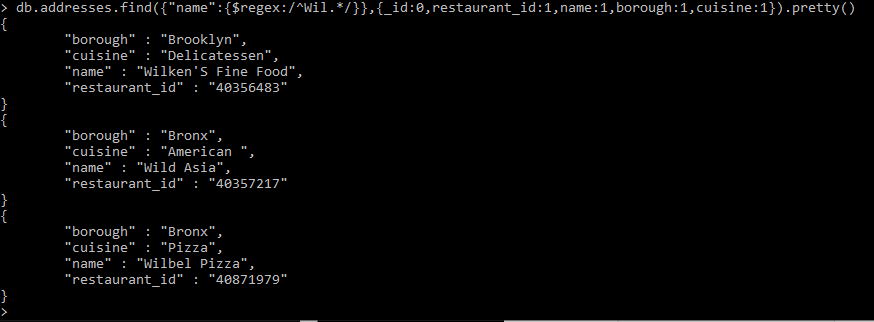 > db.addresses.find({"name":{$regex:/^Wil.*/}},{_id:0,restaurant_id:1,name:1,borough:1,cuisine:1}).pretty()
{
        "borough" : "Brooklyn",
        "cuisine" : "Delicatessen",
        "name" : "Wilken'S Fine Food",
        "restaurant_id" : "40356483"
}
{
        "borough" : "Bronx",
        "cuisine" : "American ",
        "name" : "Wild Asia",
        "restaurant_id" : "40357217"
}
{
        "borough" : "Bronx",
        "cuisine" : "Pizza",
        "name" : "Wilbel Pizza",
        "restaurant_id" : "40871979"
}
>